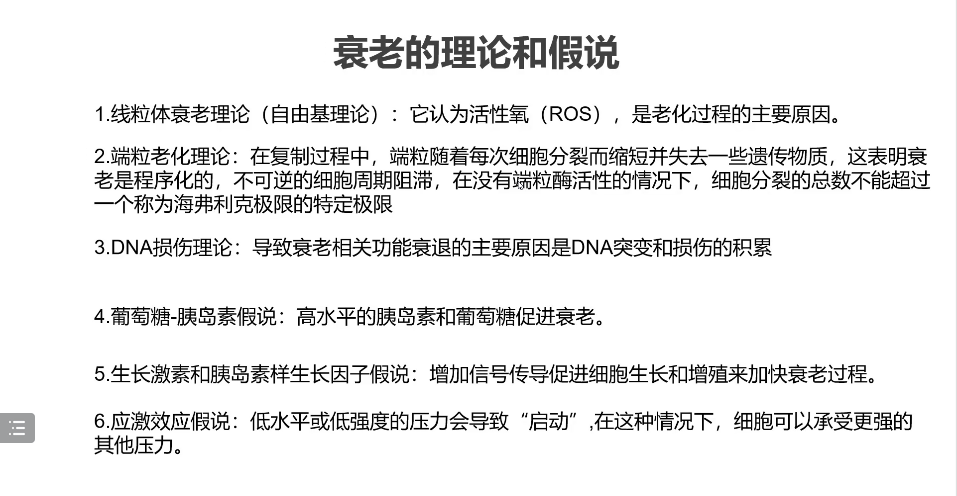 衰老的理论和假说
1.线粒体衰老理论（自由基理论）：它认为活性氧（ROS），是老化过程的主要原因。
2.端粒老化理论：在复制过程中，端粒随着每次细胞分裂而缩短并失去一些遗传物质，这表明衰
老是程序化的，不可逆的细胞周期阻滞，在没有端粒酶活性的情况下，细胞分裂的总数不能超过
一个称为海弗利克极限的特定极限
3.DNA损伤理论：导致衰老相关功能衰退的主要原因是DNA突变和损伤的积累
4.葡萄糖-胰岛素假说：高水平的胰岛素和葡萄糖促进衰老。
5.生长激素和胰岛素样生长因子假说：增加信号传导促进细胞生长和增殖来加快衰老过程。
6.应激效应假说：低水平或低强度的压力会导致“启动”,在这种情况下，细胞可以承受更强的
其他压力。